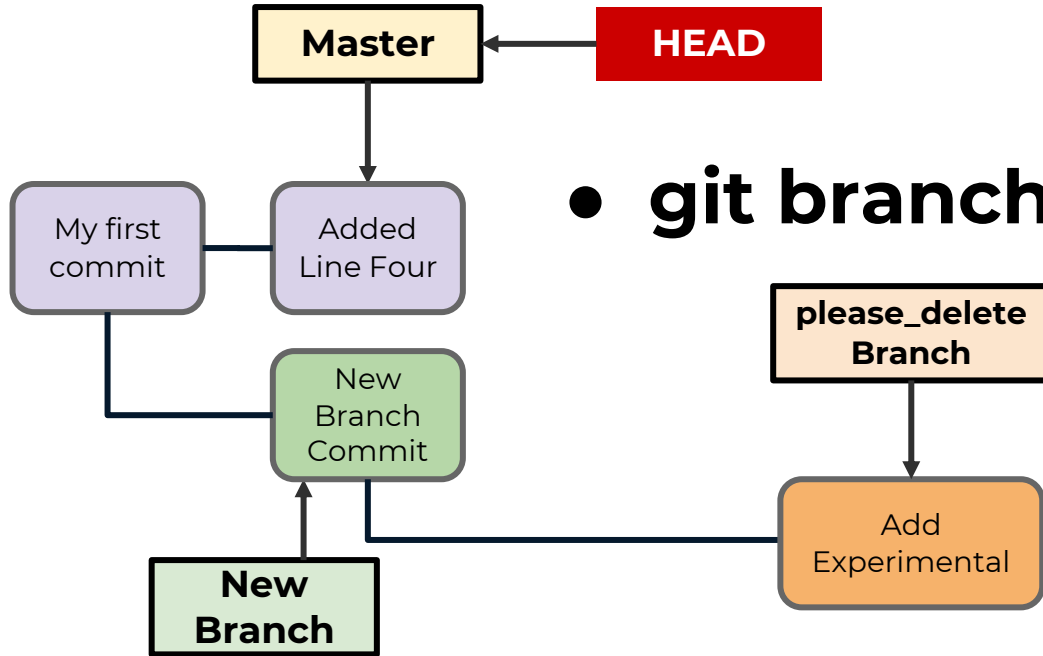 Master
HEAD
My first
commit
Added
Line Four
• git branch
please_delete
Branch
New
Branch
Commit
Add
Experimental
New
Branch